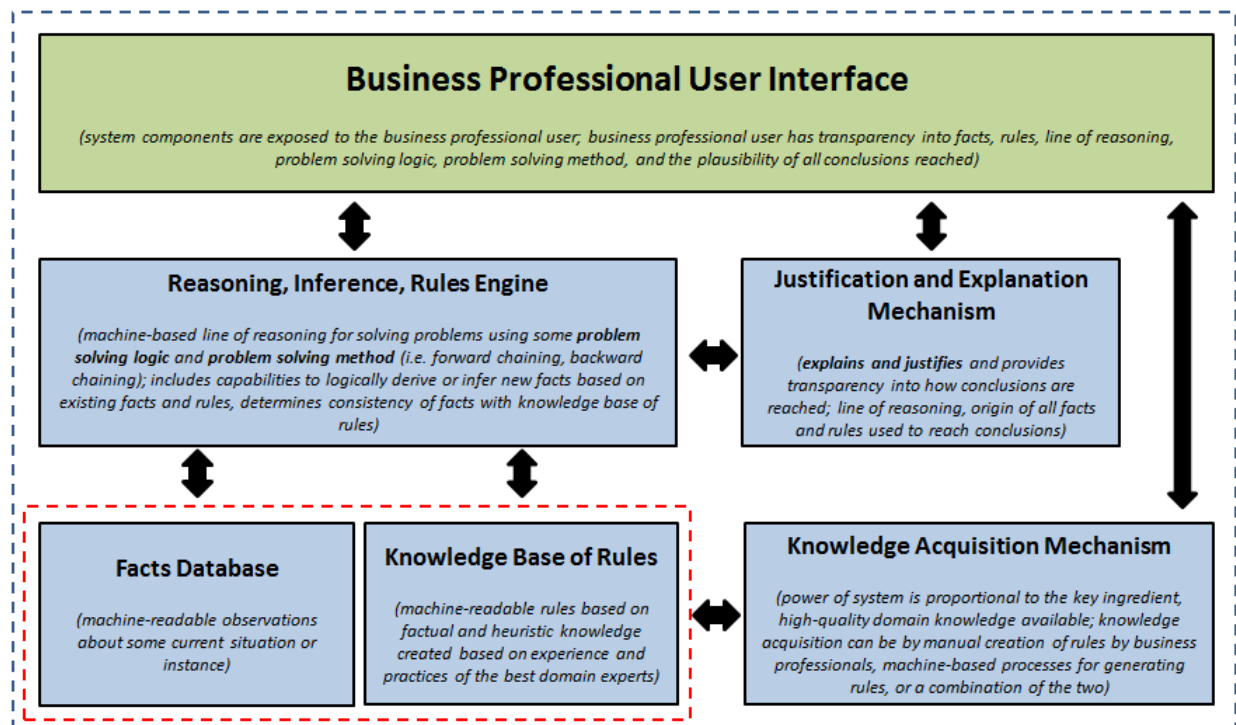 Business Professional User Interface
(system components are exposed to the business professional user; business professional user has transparency into facts, rules, line of reasoning,
problem solving logic, problem solving method, and the plausibility of all conclusions reached)
Reasoning, Inference, Rules Engine
(machine-based line of reasoning for solving problems using some problem
solving logic and problem solving method (i.e. forward chaining, backward
chaining); includes capabilities to logically derive or infer new facts based on
existing facts and rules, determines consistency of facts with knowledge base of
rules)
Justification and Explanation
Mechanism
(explains and justifies and provides
transparency into how conclusions are
reached; line of reasoning, origin of all facts
and rules used to reach conclusions)
Facts Database
(machine-readable observations
about some current situation or
instance)
Knowledge Base of Rules
(machine-readable rules based on
factual and heuristic knowledge
created based on experience and
practices of the best domain experts)
Knowledge Acquisition Mechanism
(power of system is proportional to the key ingredient,
high-quality domain knowledge available; knowledge
acquisition can be by manual creation of rules by business
professionals, machine-based processes for generating
rules, or a combination of the two)